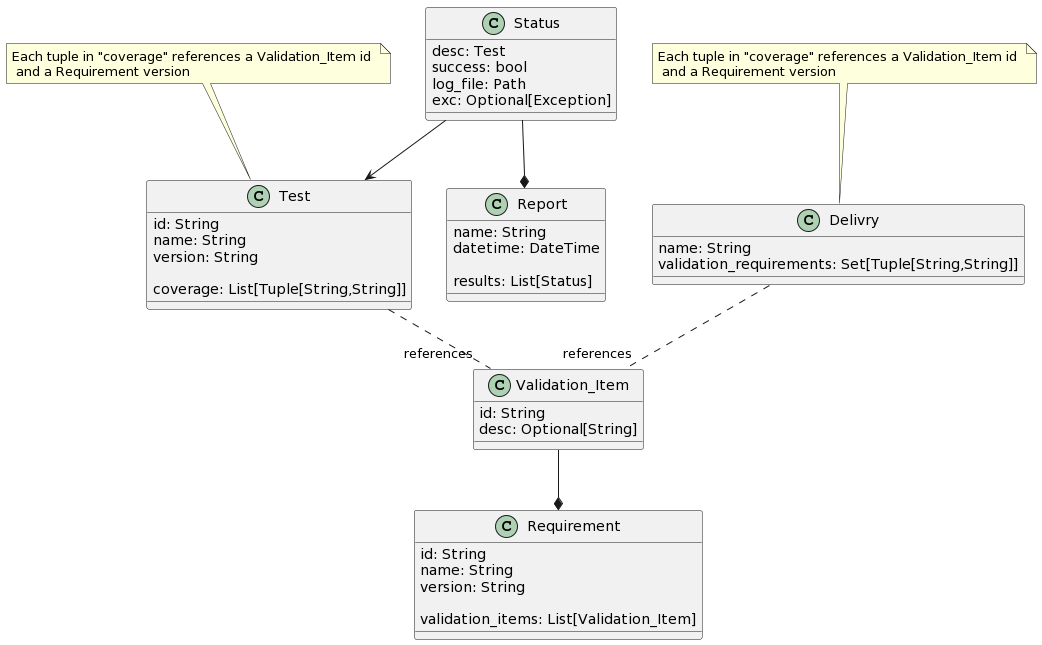 Each tuple in "coverage" references a Validation_Item id
and a Requirement version
C Status
desc: Test
success: bool
log_file: Path
exc: Optional[Exception]
Each tuple in "coverage" references a Validation_Item id
and a Requirement version
C Test
id: String
name: String
version: String
coverage: List[Tuple[String,String]]
C Report
name: String
datetime: DateTime
results: List[Status]
C Delivry
name: String
validation_requirements: Set[Tuple[String,String]]
references
references
C Validation_Item
id: String
desc: Optional[String]
C Requirement
id: String
name: String
version: String
validation_items: List[Validation_Item]